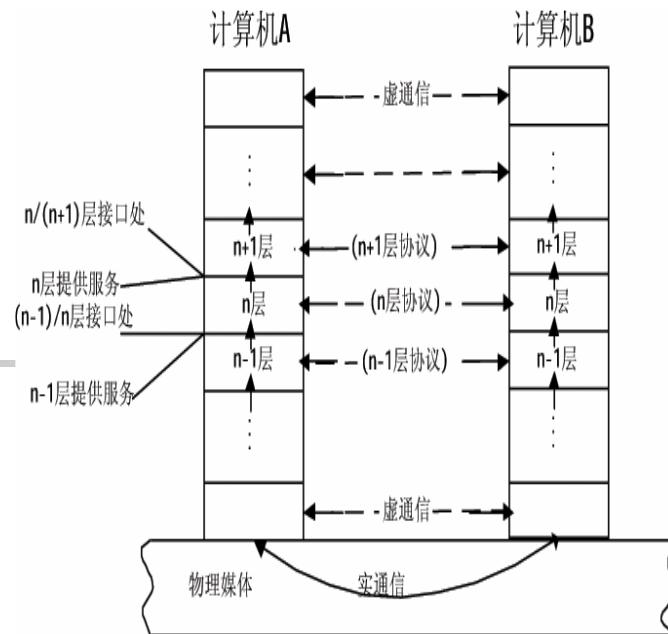 计算机A 计算机B
虚通信
n/(n+1)层接口处
n+1层 (n+1层协议) n+1层
n层提供服务
n层 (n层协议) n层
(n-1)/n层接口处
n-1层 (n-1层协议) n-1层
n-1层提供服务
虚通信
物理媒体 实通信